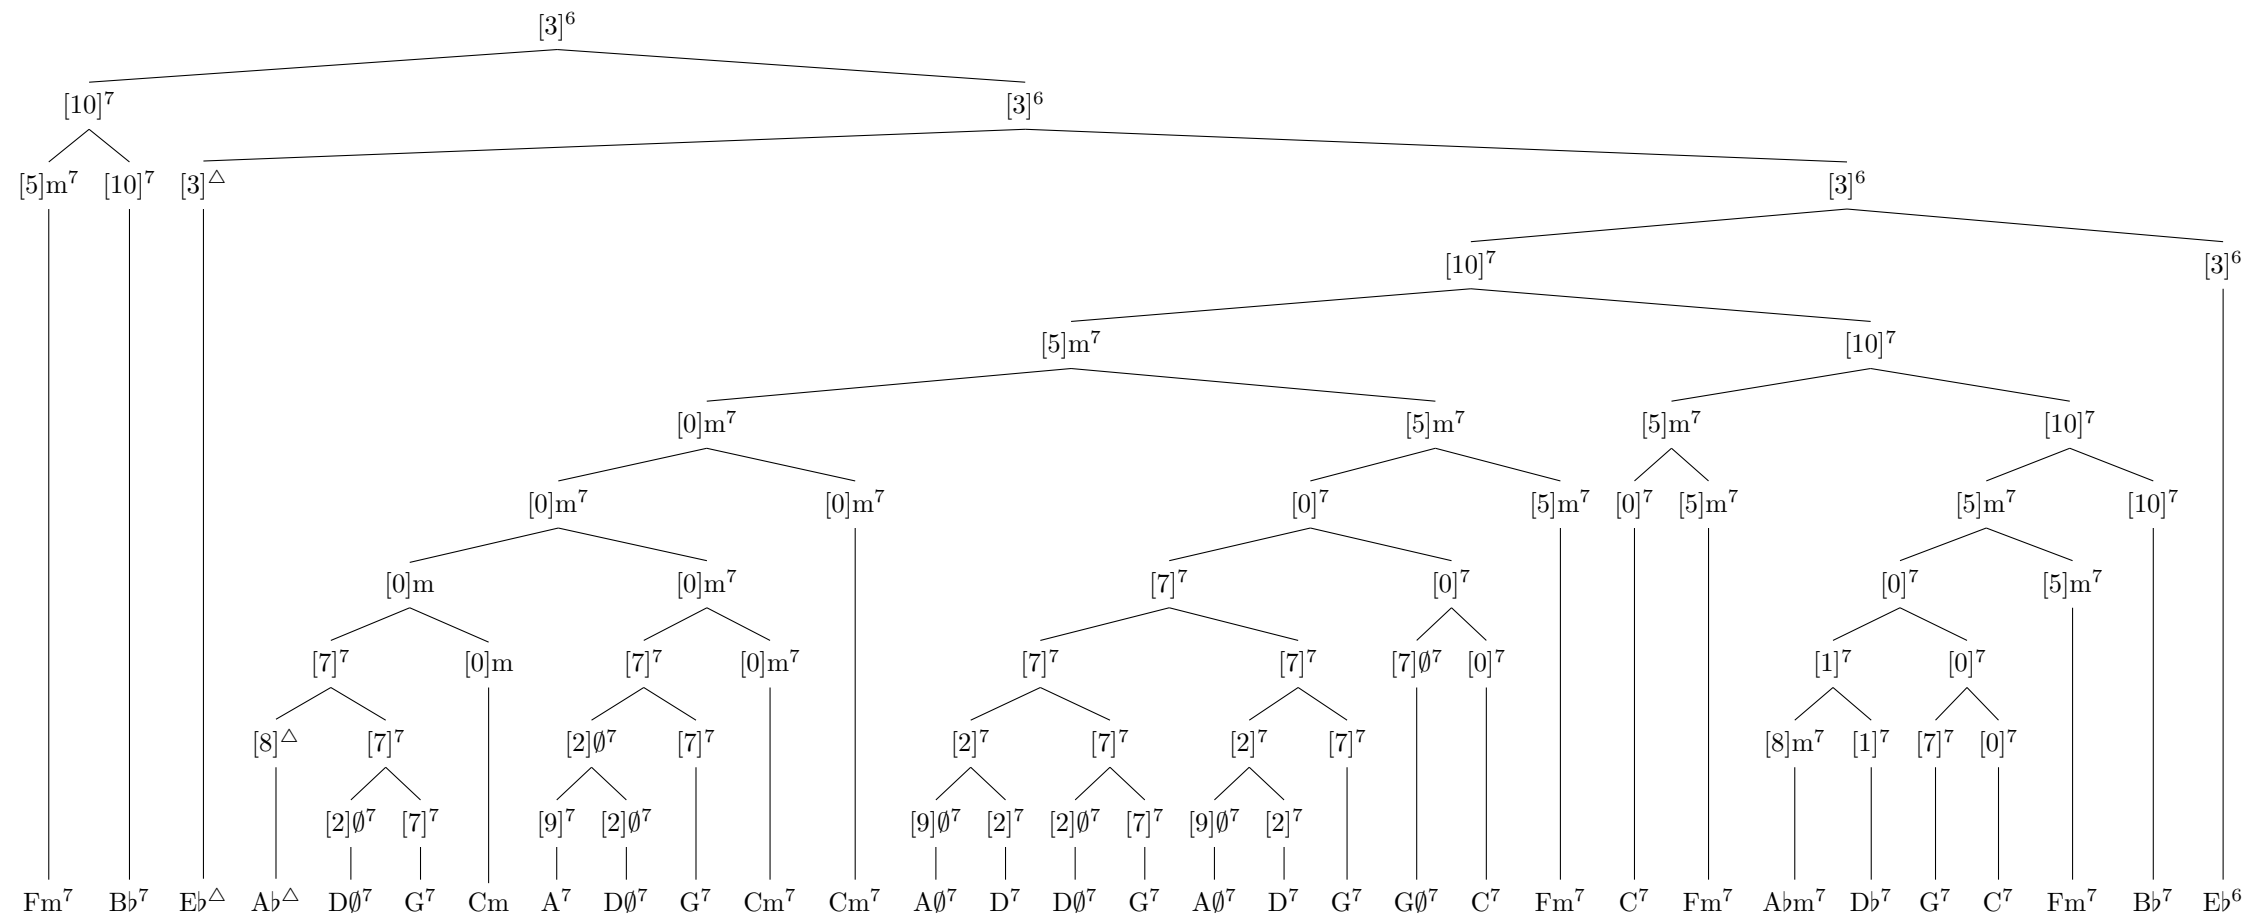 [3]⁶
[10]⁷ [3]⁶
[5]m⁷ [10]⁷ [3]△ [3]⁶
[10]⁷ [3]⁶
[5]m⁷ [10]⁷
[0]m⁷ [5]m⁷ [5]m⁷ [10]⁷
[0]m⁷ [0]m⁷ [0]⁷ [5]m⁷ [0]⁷ [5]m⁷ [5]m⁷ [10]⁷
[0]m [0]m⁷ [7]⁷ [0]⁷ [0]⁷ [5]m⁷
[7]⁷ [0]m [7]⁷ [0]m⁷ [7]⁷ [7]⁷ [7]∅⁷ [0]⁷ [1]⁷ [0]⁷
[8]△ [7]⁷ [2]∅⁷ [7]⁷ [2]⁷ [7]⁷ [2]⁷ [7]⁷ [8]m⁷ [1]⁷ [7]⁷ [0]⁷
[2]∅⁷ [7]⁷ [9]⁷ [2]∅⁷ [9]∅⁷ [2]⁷ [2]∅⁷ [7]⁷ [9]∅⁷ [2]⁷
Fm⁷ B♭⁷ E♭△ A♭△ D∅⁷ G⁷ Cm A⁷ D∅⁷ G⁷ Cm⁷ Cm⁷ A∅⁷ D⁷ D∅⁷ G⁷ A∅⁷ D⁷ G⁷ G∅⁷ C⁷ Fm⁷ C⁷ Fm⁷ A♭m⁷ D♭⁷ G⁷ C⁷ Fm⁷ B♭⁷ E♭⁶